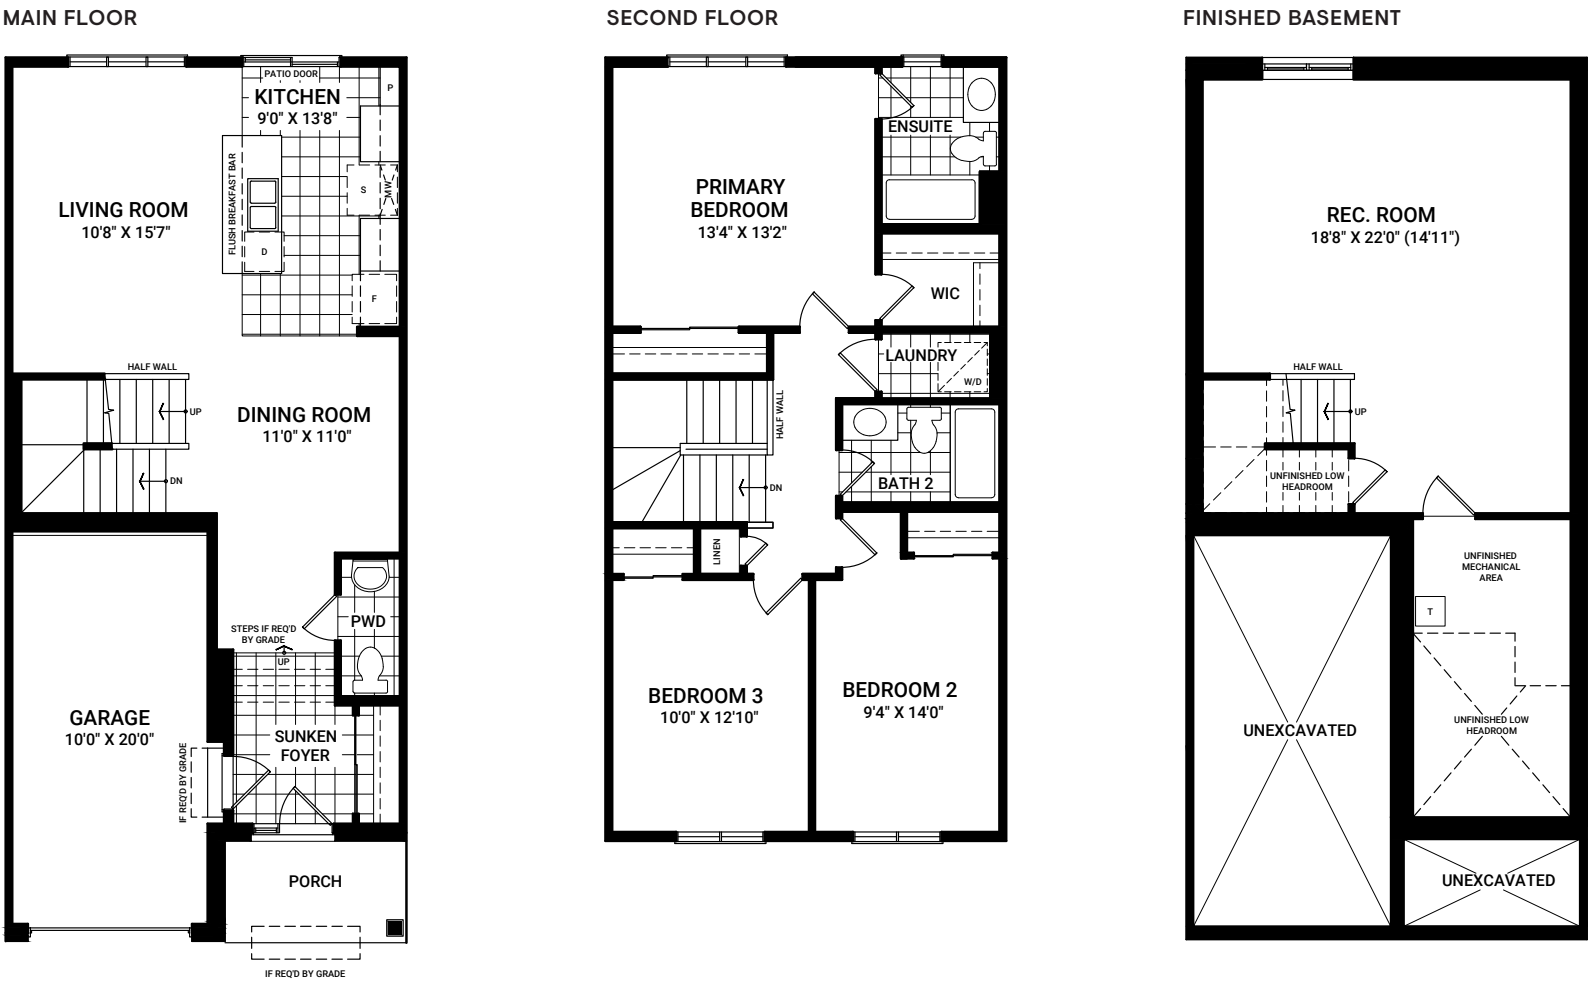 MAIN FLOOR
PATIO DOOR
KITCHEN
9'0" X 13'8"
P
FLUSH BREAKFAST BAR
S
MW
D
F
LIVING ROOM
10'8" X 15'7"
HALF WALL
UP
DN
DINING ROOM
11'0" X 11'0"
PWD
STEPS IF REQ'D
BY GRADE
UP
GARAGE
10'0" X 20'0"
IF REQ'D BY GRADE
SUNKEN
FOYER
PORCH
IF REQ'D BY GRADE
SECOND FLOOR
ENSUITE
PRIMARY
BEDROOM
13'4" X 13'2"
WIC
LAUNDRY
W/D
HALF WALL
DN
BATH 2
LINEN
BEDROOM 3
10'0" X 12'10"
BEDROOM 2
9'4" X 14'0"
FINISHED BASEMENT
REC. ROOM
18'8" X 22'0" (14'11")
HALF WALL
UP
UNFINISHED LOW
HEADROOM
UNFINISHED
MECHANICAL
AREA
T
UNFINISHED LOW
HEADROOM
UNEXCAVATED
UNEXCAVATED